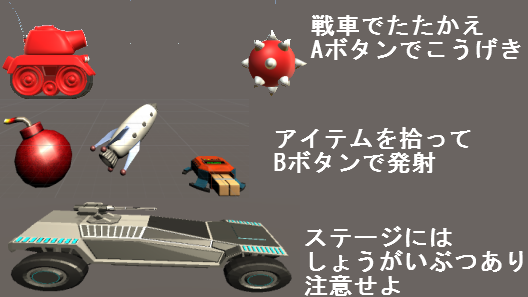 戦車でたたかえ
Aボタンでこうげき
アイテムを拾って
Bボタンで発射
ステージには
しょうがいぶつあり
注意せよ